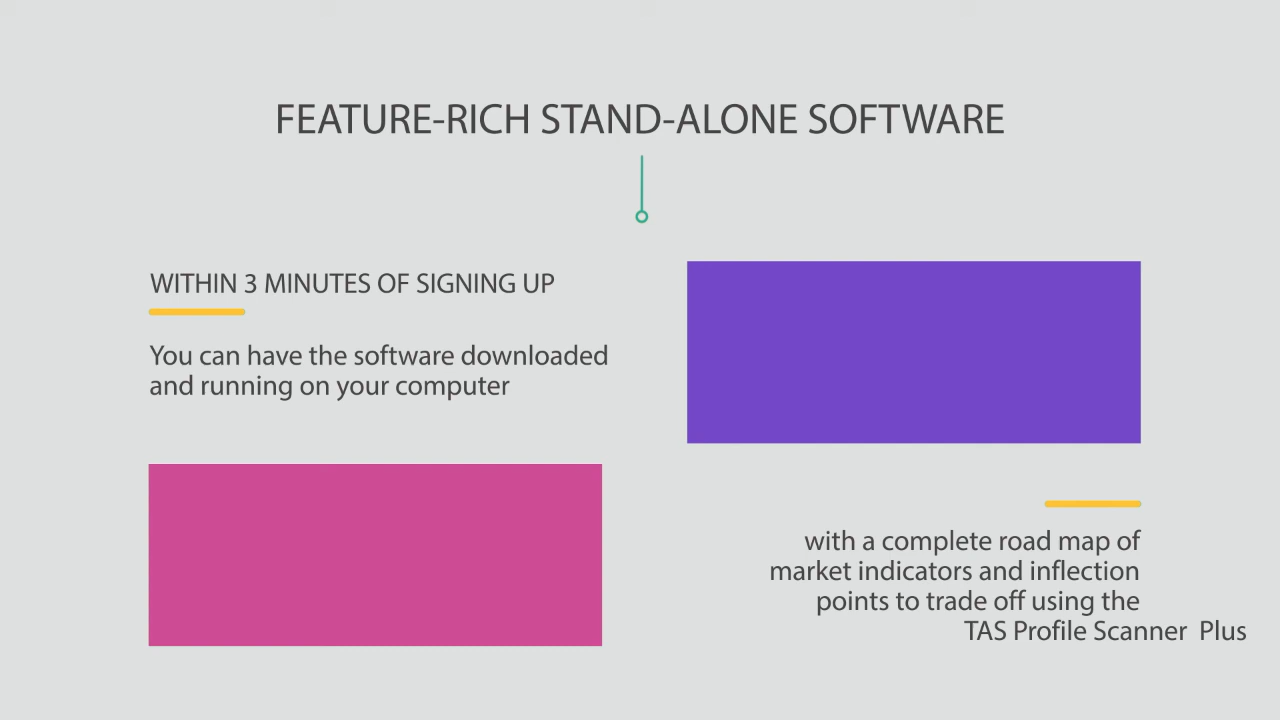 FEATURE-RICH STAND-ALONE SOFTWARE
WITHIN 3 MINUTES OF SIGNING UP
You can have the software downloaded
and running on your computer
with a complete road map of
market indicators and inflection
points to trade off using the
TAS Profile Scanner Plus